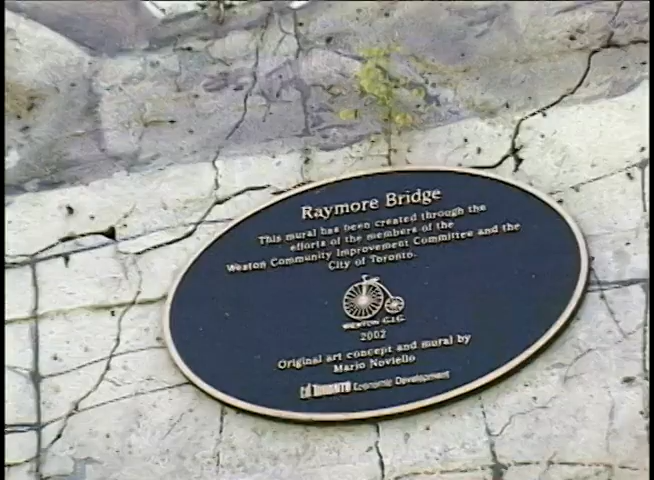 Raymore Bridge
This mural has been created through the
efforts of the members of the
Weston Community Improvement Committee and the
City of Toronto.
WESTON C.I.C.
2002
Original art concept and mural by
Mario Noviello
TORONTO Economic Development